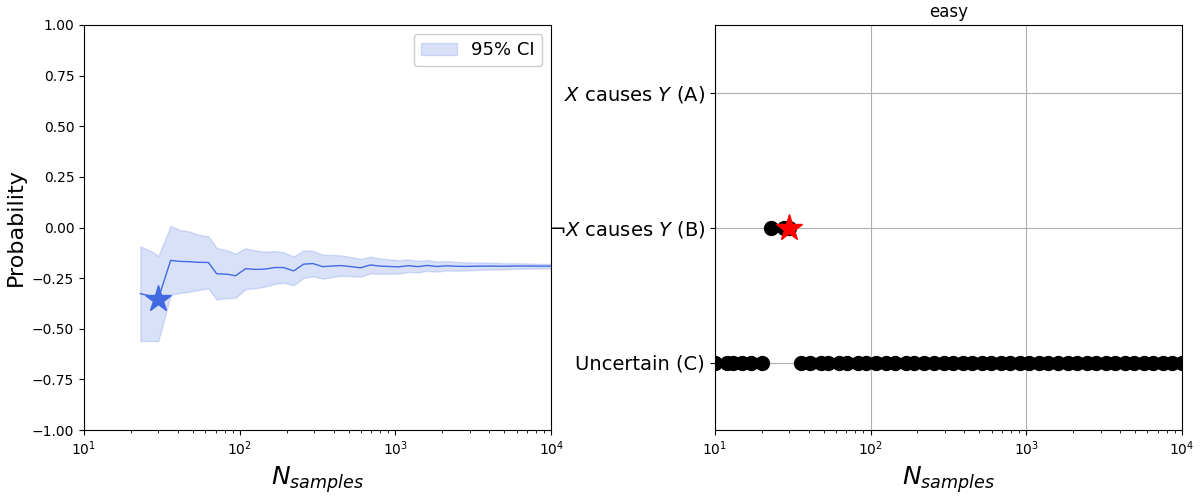 easy
1.00
0.75
0.50
0.25
0.00
−0.25
−0.50
−0.75
−1.00
Probability
95% CI
10¹
10²
10³
10⁴
N_samples
X causes Y (A)
¬X causes Y (B)
Uncertain (C)
10¹
10²
10³
10⁴
N_samples